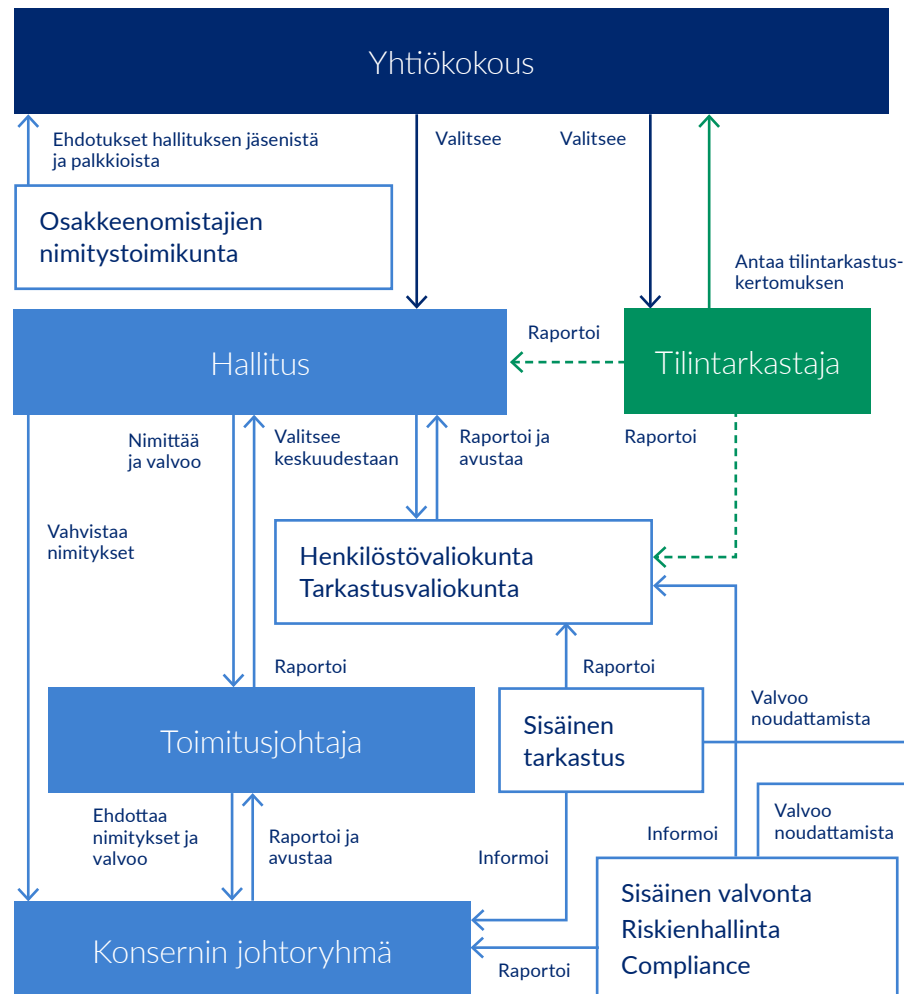 Yhtiökokous
Ehdotukset hallituksen jäsenistä
ja palkkioista
Valitsee
Valitsee
Osakkeenomistajien
nimitystoimikunta
Antaa tilintarkastus-
kertomuksen
Hallitus
Raportoi
Tilintarkastaja
Nimittää
ja valvoo
Valitsee
keskuudestaan
Raportoi ja
avustaa
Raportoi
Vahvistaa
nimitykset
Henkilöstövaliokunta
Tarkastusvaliokunta
Raportoi
Raportoi
Valvoo
noudattamista
Toimitusjohtaja
Sisäinen
tarkastus
Ehdottaa
nimitykset ja
valvoo
Raportoi ja
avustaa
Informoi
Informoi
Valvoo
noudattamista
Konsernin johtoryhmä
Raportoi
Sisäinen valvonta
Riskienhallinta
Compliance